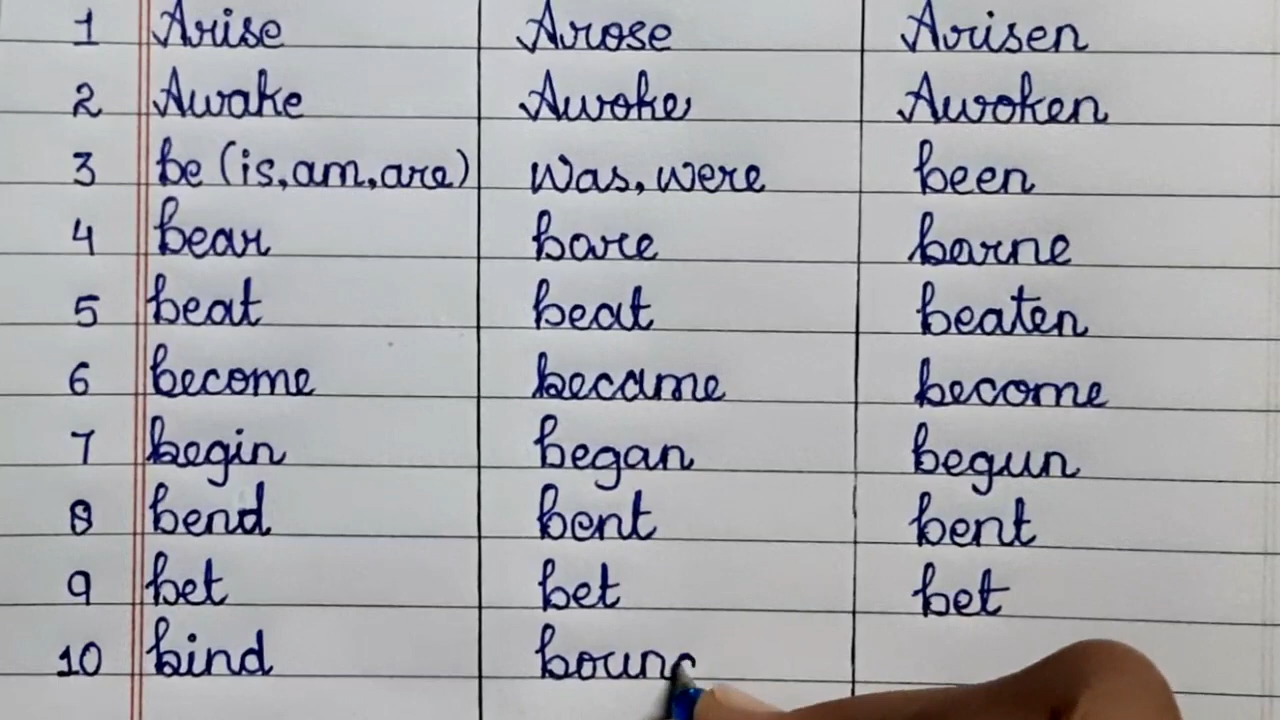 1 Arise Arose Arisen
2 Awake Awoke Awoken
3 be (is,am,are) was, were been
4 bear bore borne
5 beat beat beaten
6 become became become
7 begin began begun
8 bend bent bent
9 bet bet bet
10 bind boun